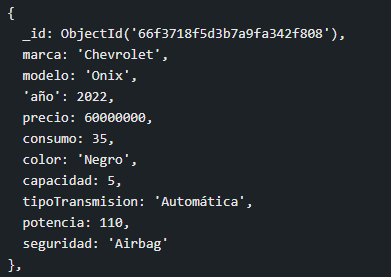 {
  _id: ObjectId('66f3718f5d3b7a9fa342f808'),
  marca: 'Chevrolet',
  modelo: 'Onix',
  'año': 2022,
  precio: 60000000,
  consumo: 35,
  color: 'Negro',
  capacidad: 5,
  tipoTransmision: 'Automática',
  potencia: 110,
  seguridad: 'Airbag'
},